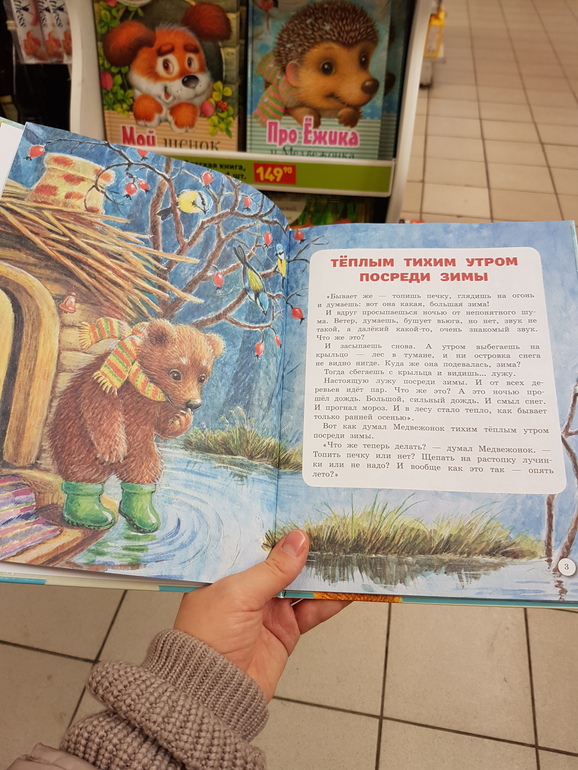 Мой щенок
Про Ёжика
и Медвежонка
книга,
149⁹⁰
ТЁПЛЫМ ТИХИМ УТРОМ
ПОСРЕДИ ЗИМЫ
«Бывает же — топишь печку, глядишь на огонь
и думаешь: вот она какая, большая зима!
И вдруг просыпаешься ночью от непонятного шу-
ма. Ветер, думаешь, бушует вьюга, но нет, звук не
такой, а далёкий какой-то, очень знакомый звук.
Что же это?
И засыпаешь снова. А утром выбегаешь на
крыльцо — лес в тумане, и ни островка снега
не видно нигде. Куда же она подевалась, зима?
Тогда сбегаешь с крыльца и видишь... лужу.
Настоящую лужу посреди зимы. И от всех де-
ревьев идёт пар. Что же это? А это ночью про-
шёл дождь. Большой, сильный дождь. И смыл снег.
И прогнал мороз. И в лесу стало тепло, как бывает
только ранней осенью».
Вот как думал Медвежонок тихим тёплым утром
посреди зимы.
«Что же теперь делать? — думал Медвежонок. —
Топить печку или нет? Щепать на растопку лучин-
ки или не надо? И вообще как это так — опять
лето?»
3